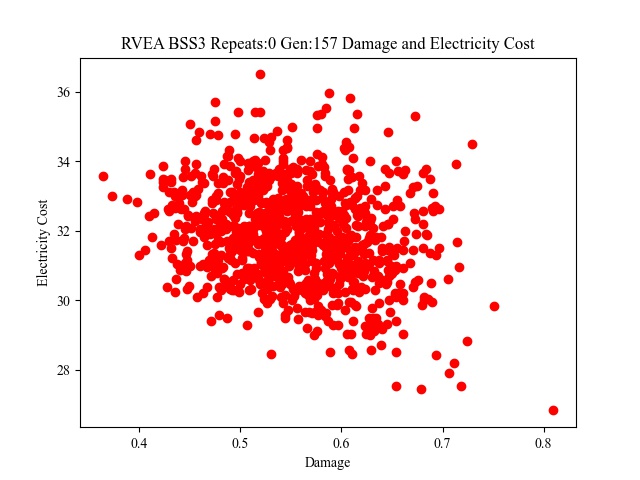 RVEA BSS3 Repeats:0 Gen:157 Damage and Electricity Cost
36
34
32
30
28
Electricity Cost
0.4 0.5 0.6 0.7 0.8
Damage